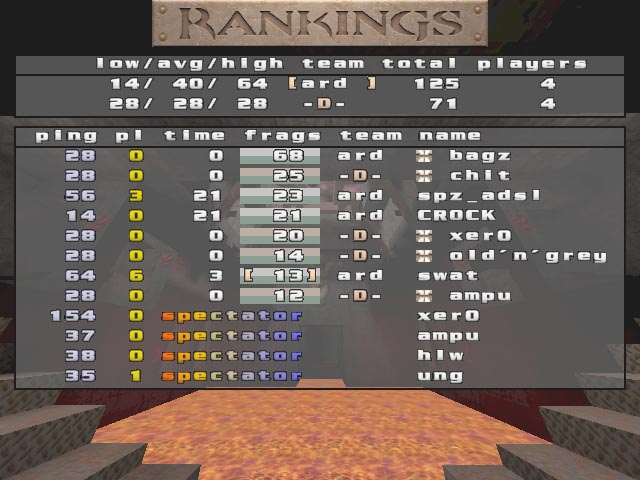 RANKINGS
low/avg/high team total players
14/ 40/ 64 [ard ] 125 4
28/ 28/ 28 -D- 71 4
ping pl time frags team name
28 0 0 68 ard bagz
28 0 0 25 -D- chit
56 3 21 23 ard spz_adsl
14 0 21 21 ard CROCK
28 0 0 20 -D- xer0
28 0 0 14 -D- old´n´grey
64 6 3 [ 13] ard swat
28 0 0 12 -D- ampu
154 0 spectator xer0
37 0 spectator ampu
38 0 spectator hlw
35 1 spectator ung